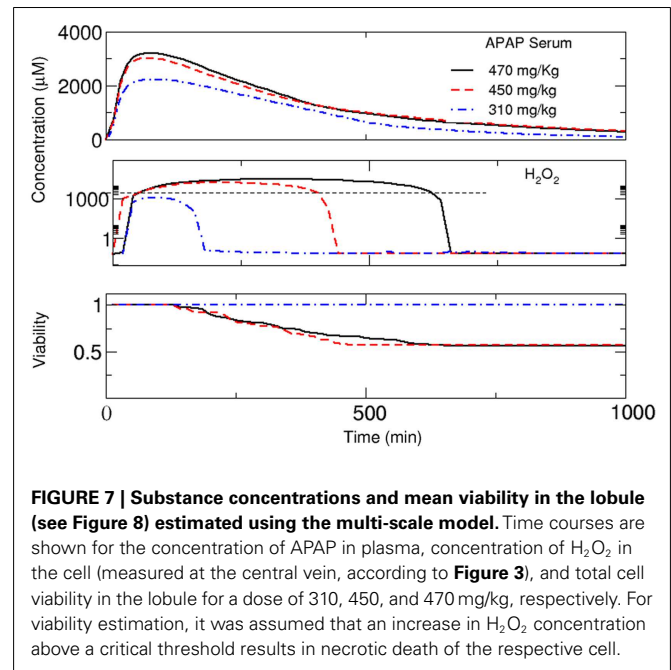 4000
2000
0
APAP Serum
470 mg/Kg
450 mg/kg
310 mg/kg
Concentration (μM)
1000
1
H₂O₂
1
0.5
Viability
0
500
1000
Time (min)
FIGURE 7 | Substance concentrations and mean viability in the lobule
(see Figure 8) estimated using the multi-scale model. Time courses are
shown for the concentration of APAP in plasma, concentration of H₂O₂ in
the cell (measured at the central vein, according to Figure 3), and total cell
viability in the lobule for a dose of 310, 450, and 470 mg/kg, respectively. For
viability estimation, it was assumed that an increase in H₂O₂ concentration
above a critical threshold results in necrotic death of the respective cell.